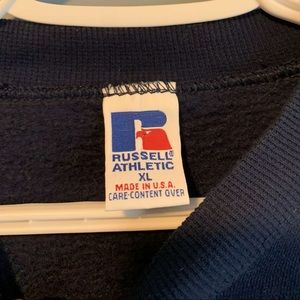 R
RUSSELL®
ATHLETIC
XL
MADE IN U.S.A.
CARE-CONTENT OVER